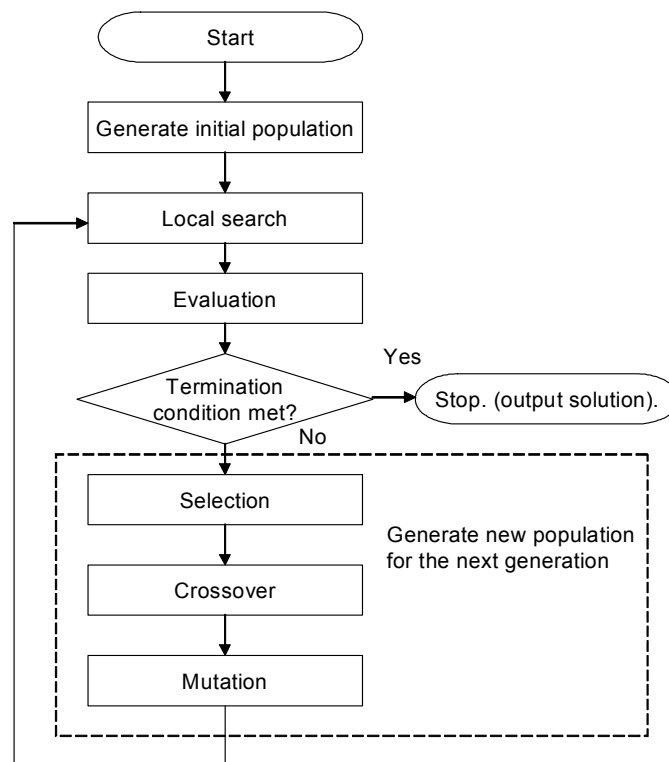 Start
Generate initial population
Local search
Evaluation
Termination
condition met?
Yes
Stop. (output solution).
No
Selection
Generate new population
for the next generation
Crossover
Mutation